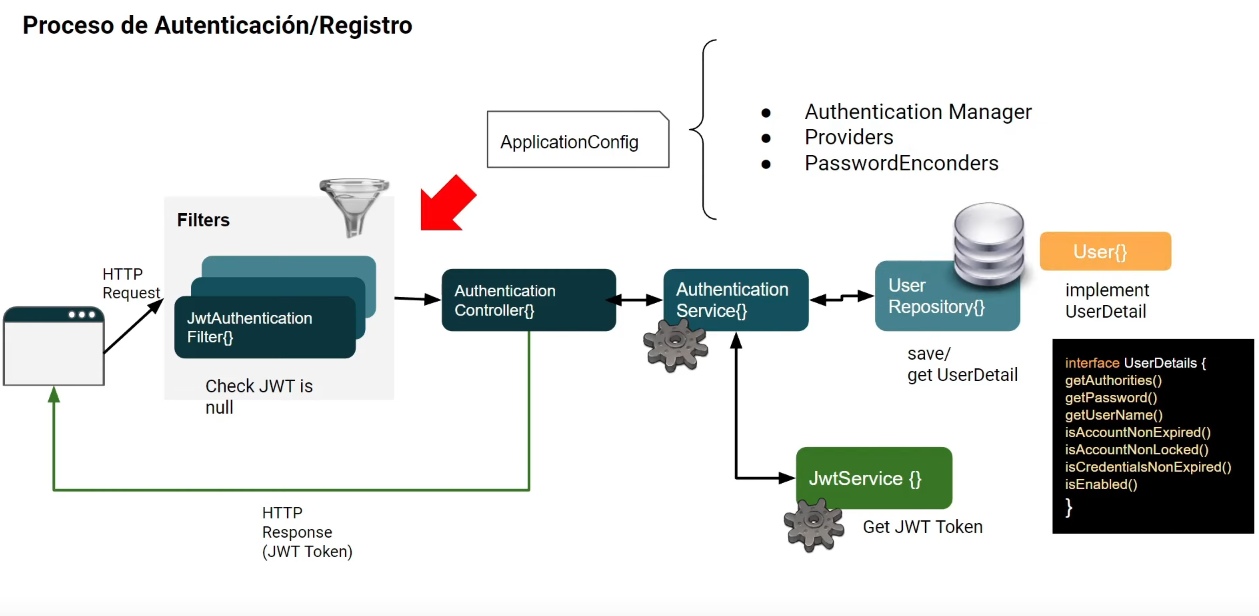 Proceso de Autenticación/Registro
ApplicationConfig
● Authentication Manager
● Providers
● PasswordEnconders
Filters
HTTP
Request
JwtAuthentication
Filter{}
Check JWT is
null
Authentication
Controller{}
Authentication
Service{}
User
Repository{}
save/
get UserDetail
User{}
implement
UserDetail
interface UserDetails {
getAuthorities()
getPassword()
getUserName()
isAccountNonExpired()
isAccountNonLocked()
isCredentialsNonExpired()
isEnabled()
}
JwtService {}
Get JWT Token
HTTP
Response
(JWT Token)